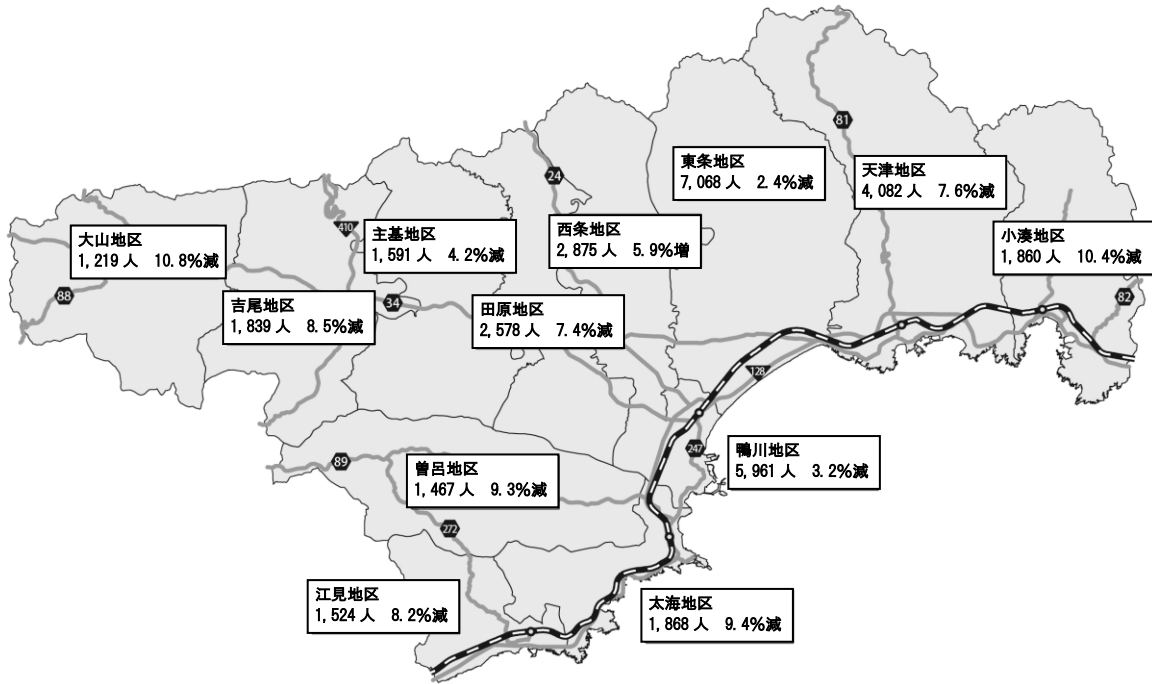 81
東条地区
7,068 人 2.4%減
天津地区
4,082 人 7.6%減
24
大山地区
1,219 人 10.8%減
410
主基地区
1,591 人 4.2%減
西条地区
2,875 人 5.9%増
小湊地区
1,860 人 10.4%減
88
吉尾地区
1,839 人 8.5%減
34
田原地区
2,578 人 7.4%減
82
128
鴨川地区
5,961 人 3.2%減
247
89
曽呂地区
1,467 人 9.3%減
272
江見地区
1,524 人 8.2%減
太海地区
1,868 人 9.4%減